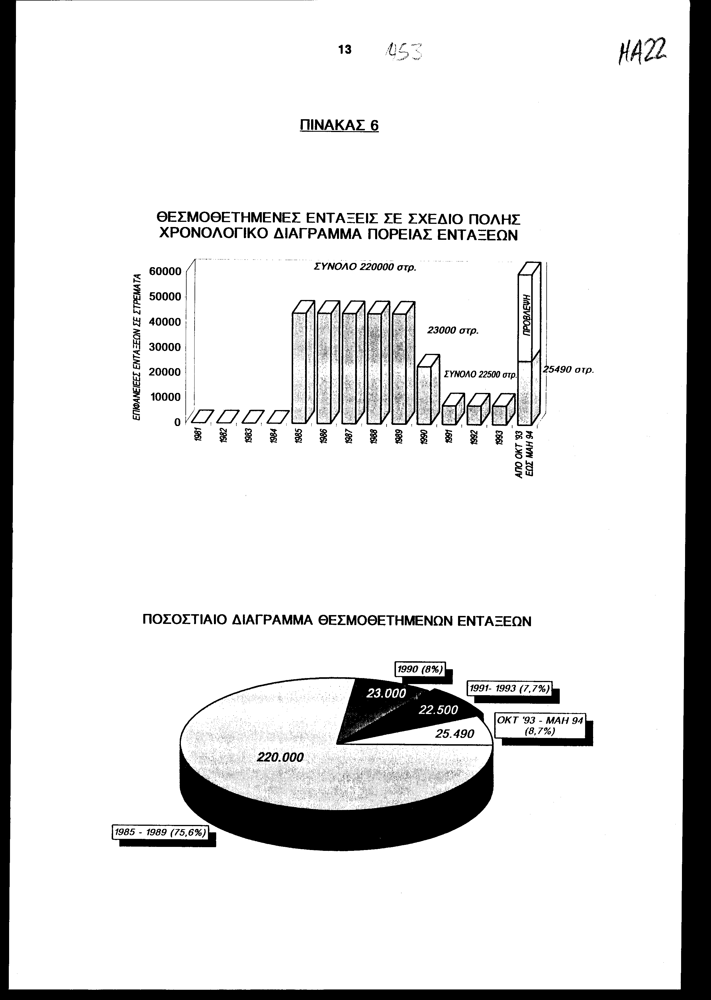 13 453 HA22
ΠΙΝΑΚΑΣ 6
ΘΕΣΜΟΘΕΤΗΜΕΝΕΣ ΕΝΤΑΞΕΙΣ ΣΕ ΣΧΕΔΙΟ ΠΟΛΗΣ
ΧΡΟΝΟΛΟΓΙΚΟ ΔΙΑΓΡΑΜΜΑ ΠΟΡΕΙΑΣ ΕΝΤΑΞΕΩΝ
ΕΠΙΦΑΝΕΙΕΣ ΕΝΤΑΞΕΩΝ ΣΕ ΣΤΡΕΜΑΤΑ
60000
50000
40000
30000
20000
10000
0
ΣΥΝΟΛΟ 220000 στρ.
23000 στρ.
ΣΥΝΟΛΟ 22500 στρ.
ΠΡΟΒΛΕΨΗ
25490 στρ.
1981
1982
1983
1984
1985
1986
1987
1988
1989
1990
1991
1992
1993
ΑΠΟ ΟΚΤ '93
ΕΩΣ ΜΑΗ 94
ΠΟΣΟΣΤΙΑΙΟ ΔΙΑΓΡΑΜΜΑ ΘΕΣΜΟΘΕΤΗΜΕΝΩΝ ΕΝΤΑΞΕΩΝ
1990 (8%)
23.000
1991- 1993 (7,7%)
22.500
ΟΚΤ '93 - ΜΑΗ 94
(8,7%)
25.490
220.000
1985 - 1989 (75,6%)